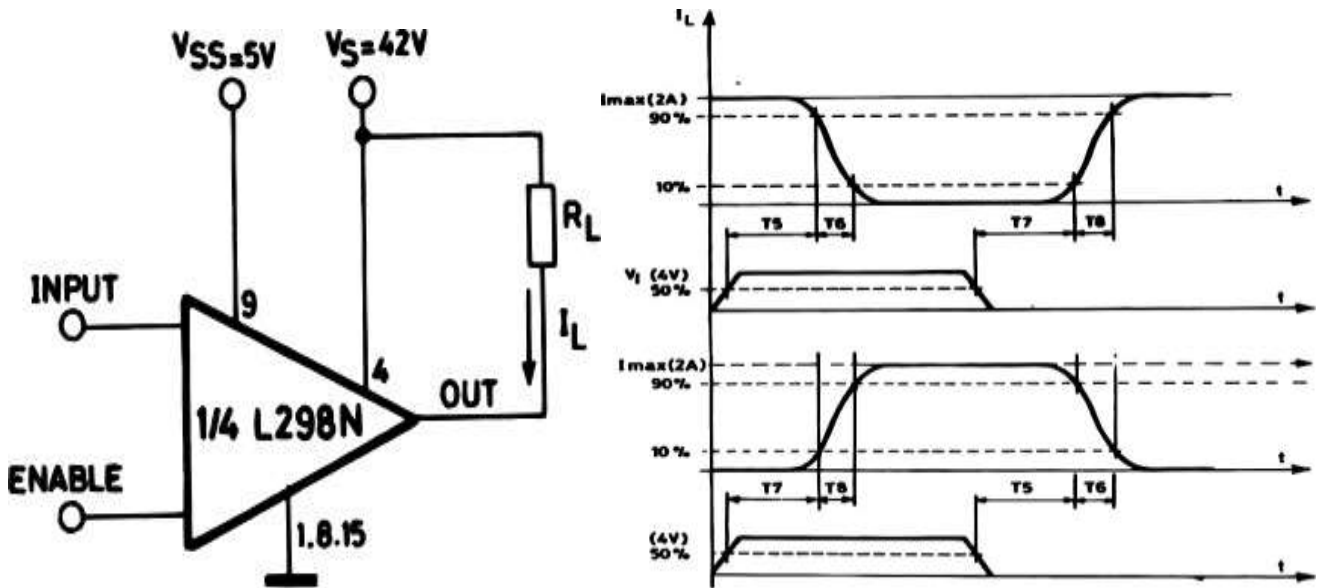 VSS=5V
VS=42V
INPUT
9
4
RL
IL
OUT
1/4 L298N
ENABLE
1.8.15
IL
Imax(2A)
90%
10%
t
T5
T6
T7
T8
VI (4V)
50%
t
Imax(2A)
90%
10%
t
T7
T8
T5
T6
(4V)
50%
t